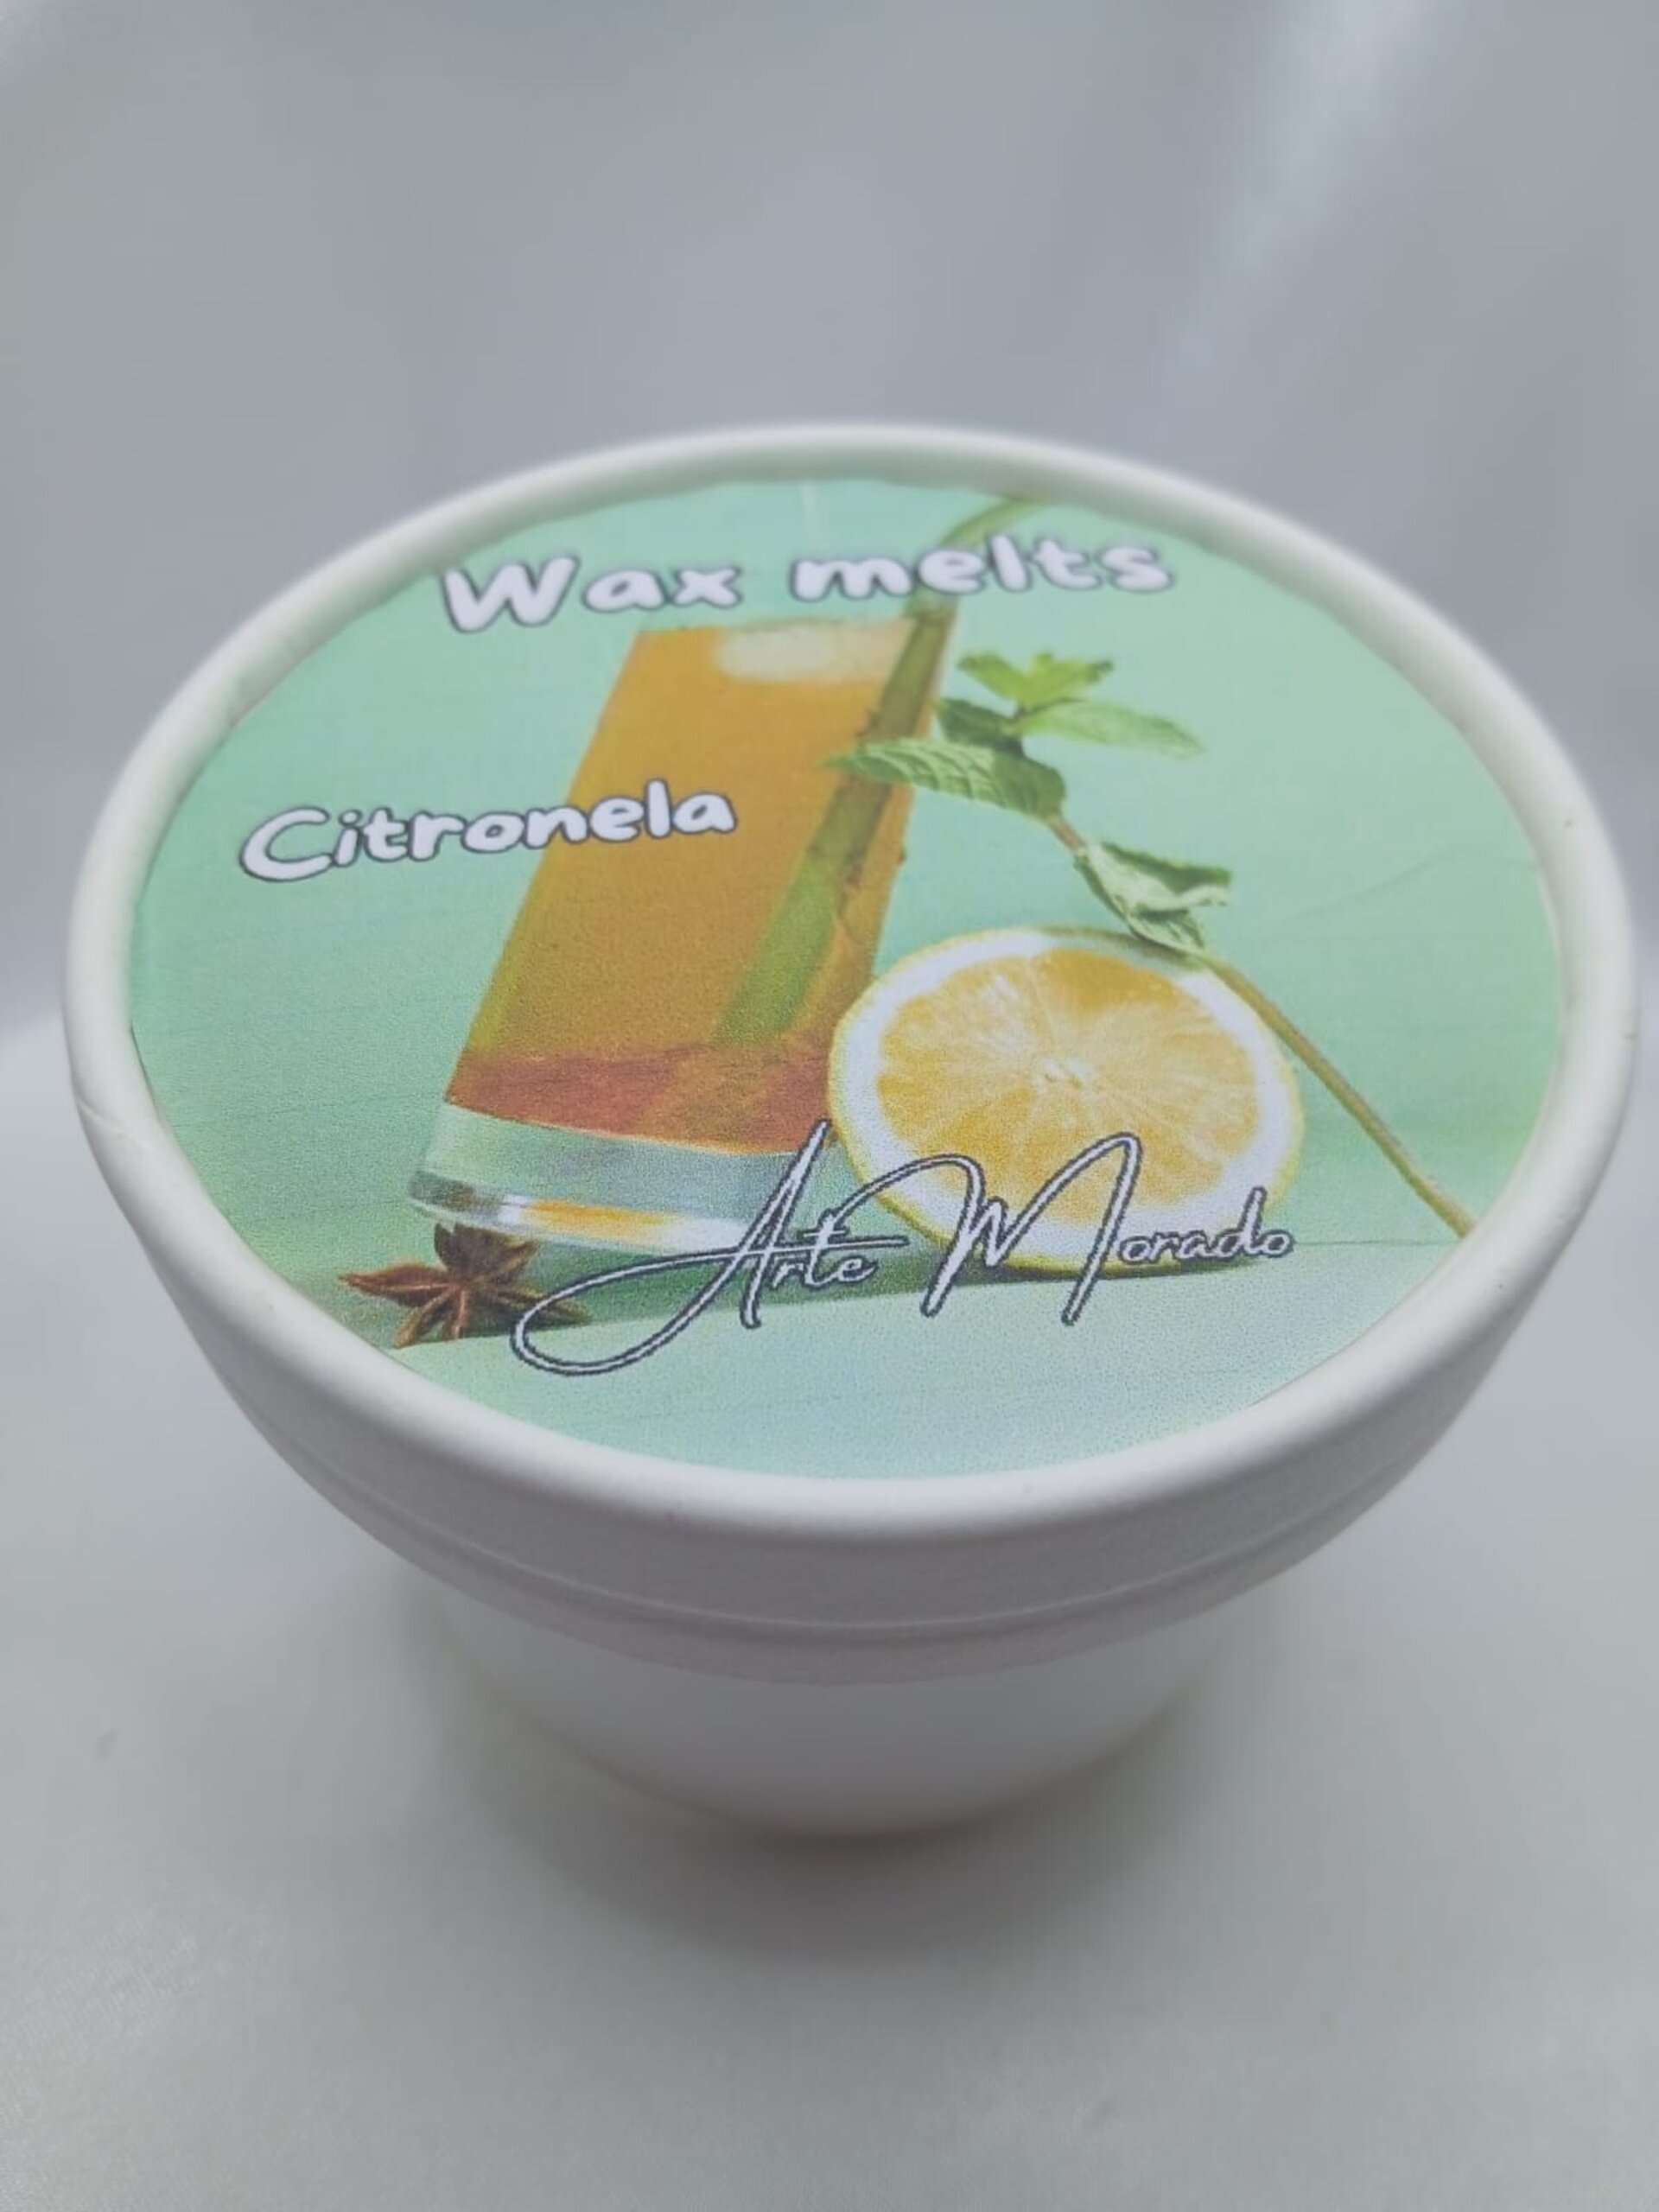 Wax melts
Citronela
Arte Morado